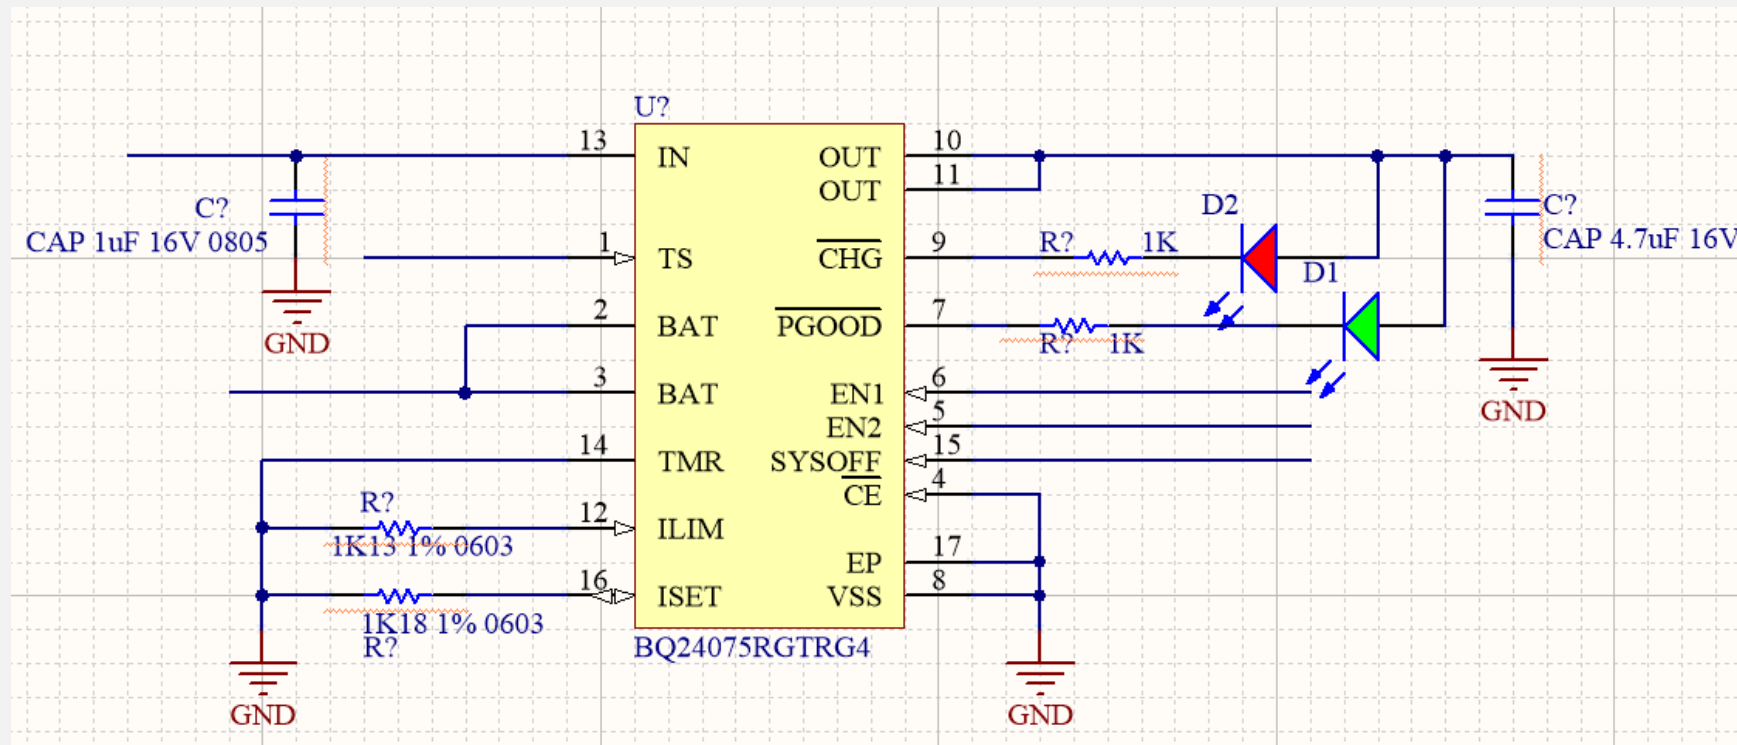 U?
13
IN
OUT
10
OUT
11
C?
CAP 1uF 16V 0805
GND
1
TS
CHG
9
R?
1K
D2
D1
C?
CAP 4.7uF 16V
GND
2
BAT
PGOOD
7
R?
1K
3
BAT
EN1
6
EN2
5
14
TMR
SYSOFF
15
CE
4
R?
1K13 1% 0603
12
ILIM
EP
17
16
ISET
VSS
8
1K18 1% 0603
R?
BQ24075RGTRG4
GND
GND